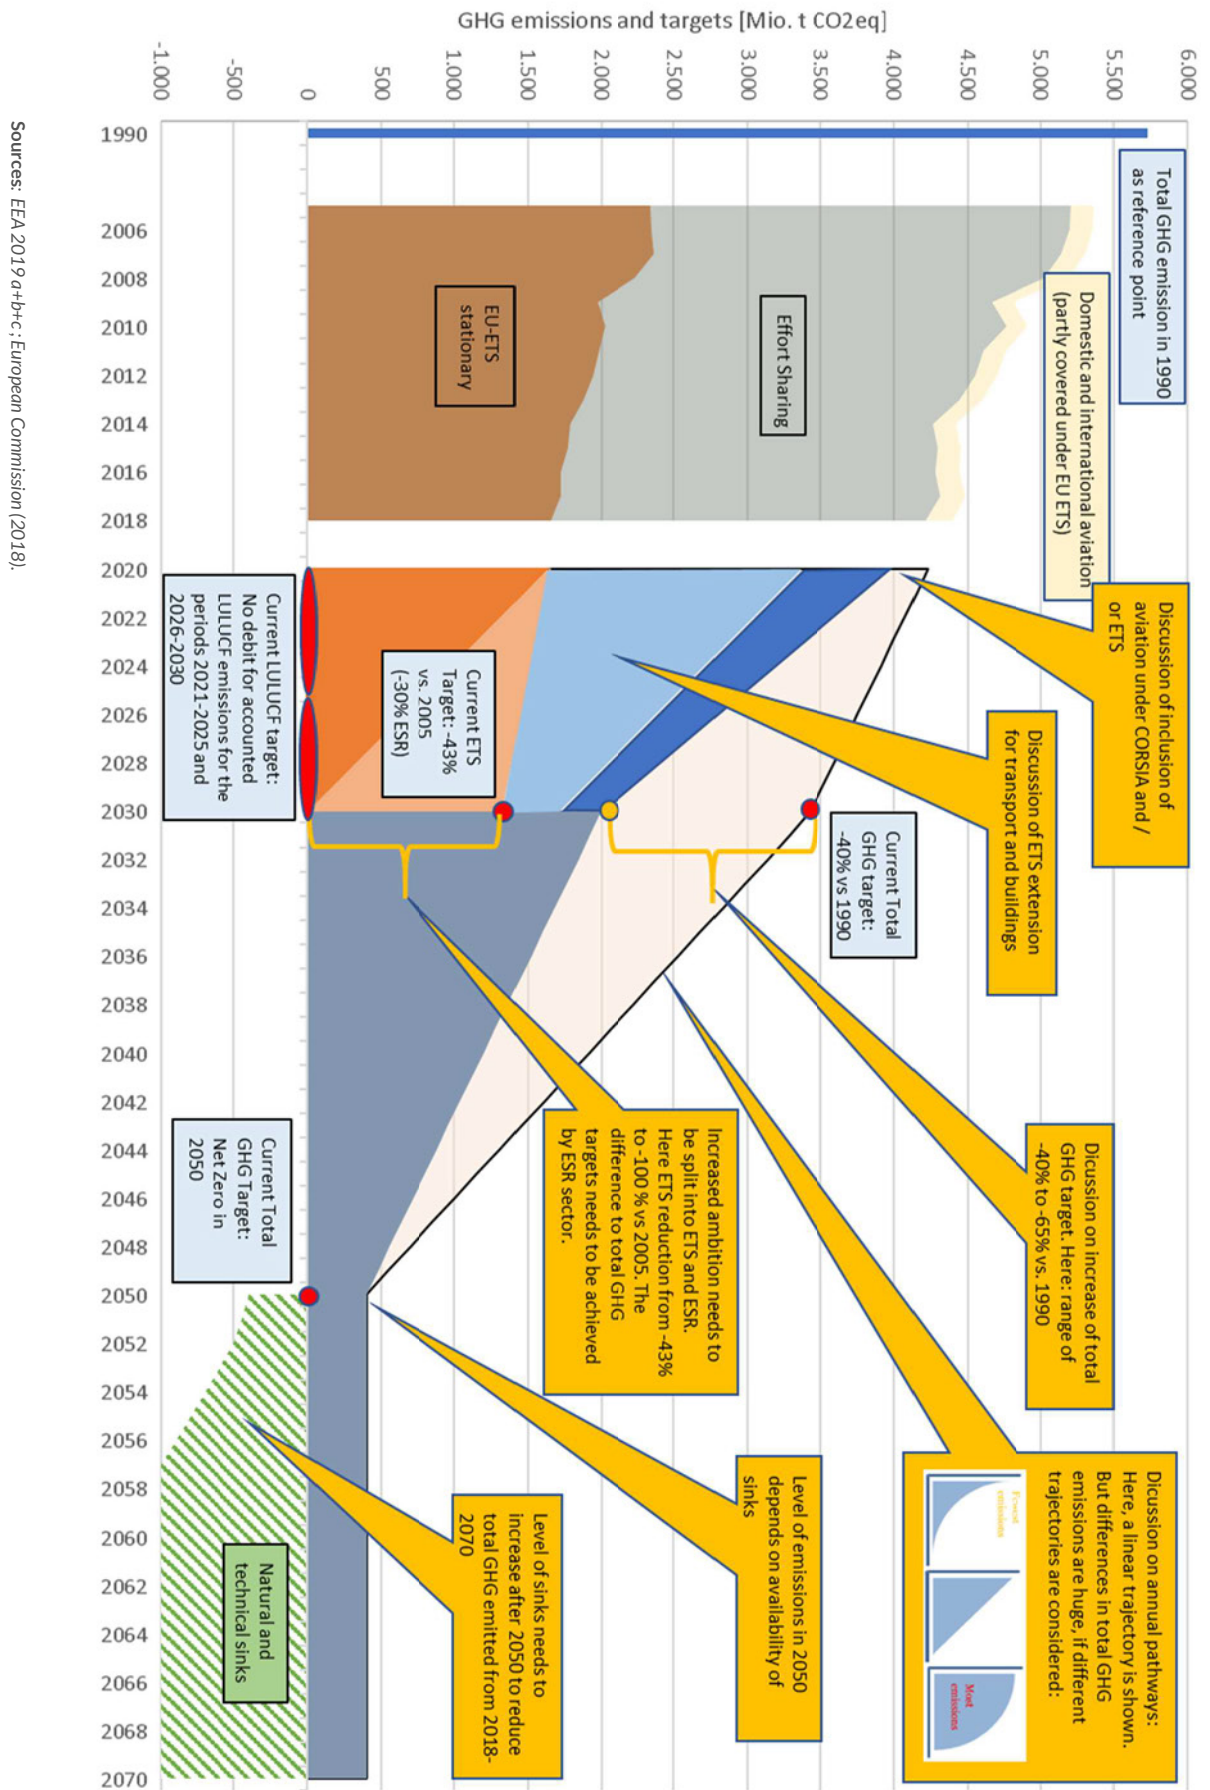 GHG emissions and targets [Mio. t CO2eq]
6.000
5.500
5.000
4.500
4.000
3.500
3.000
2.500
2.000
1.500
1.000
500
0
-500
-1.000
1990
2006
2008
2010
2012
2014
2016
2018
2020
2022
2024
2026
2028
2030
2032
2034
2036
2038
2040
2042
2044
2046
2048
2050
2052
2054
2056
2058
2060
2062
2064
2066
2068
2070
Total GHG emission in 1990
as reference point
Domestic and international aviation
(partly covered under EU ETS)
Effort Sharing
EU-ETS
stationary
Discussion of inclusion of
aviation under CORSIA and /
or ETS
Discussion of ETS extension
for transport and buildings
Current Total
GHG target:
-40% vs 1990
Current ETS
Target: -43%
vs. 2005
(-30% ESR)
Current LULUCF target:
No debit for accounted
LULUCF emissions for the
periods 2021-2025 and
2026-2030
Dicussion on increase of total
GHG target. Here: range of
-40% to -65% vs. 1990
Increased ambition needs to
be split into ETS and ESR.
Here ETS reduction from -43%
to -100 % vs 2005. The
difference to total GHG
targets needs to be achieved
by ESR sector.
Current Total
GHG Target:
Net Zero in
2050
Dicussion on annual pathways:
Here, a linear trajectory is shown.
But differences in total GHG
emissions are huge, if different
trajectories are considered:
Fewest
emissions
Most
emissions
Level of emissions in 2050
depends on availability of
sinks
Level of sinks needs to
increase after 2050 to reduce
total GHG emitted from 2018-
2070
Natural and
technical sinks
Sources: EEA 2019 a+b+c; European Commission (2018).